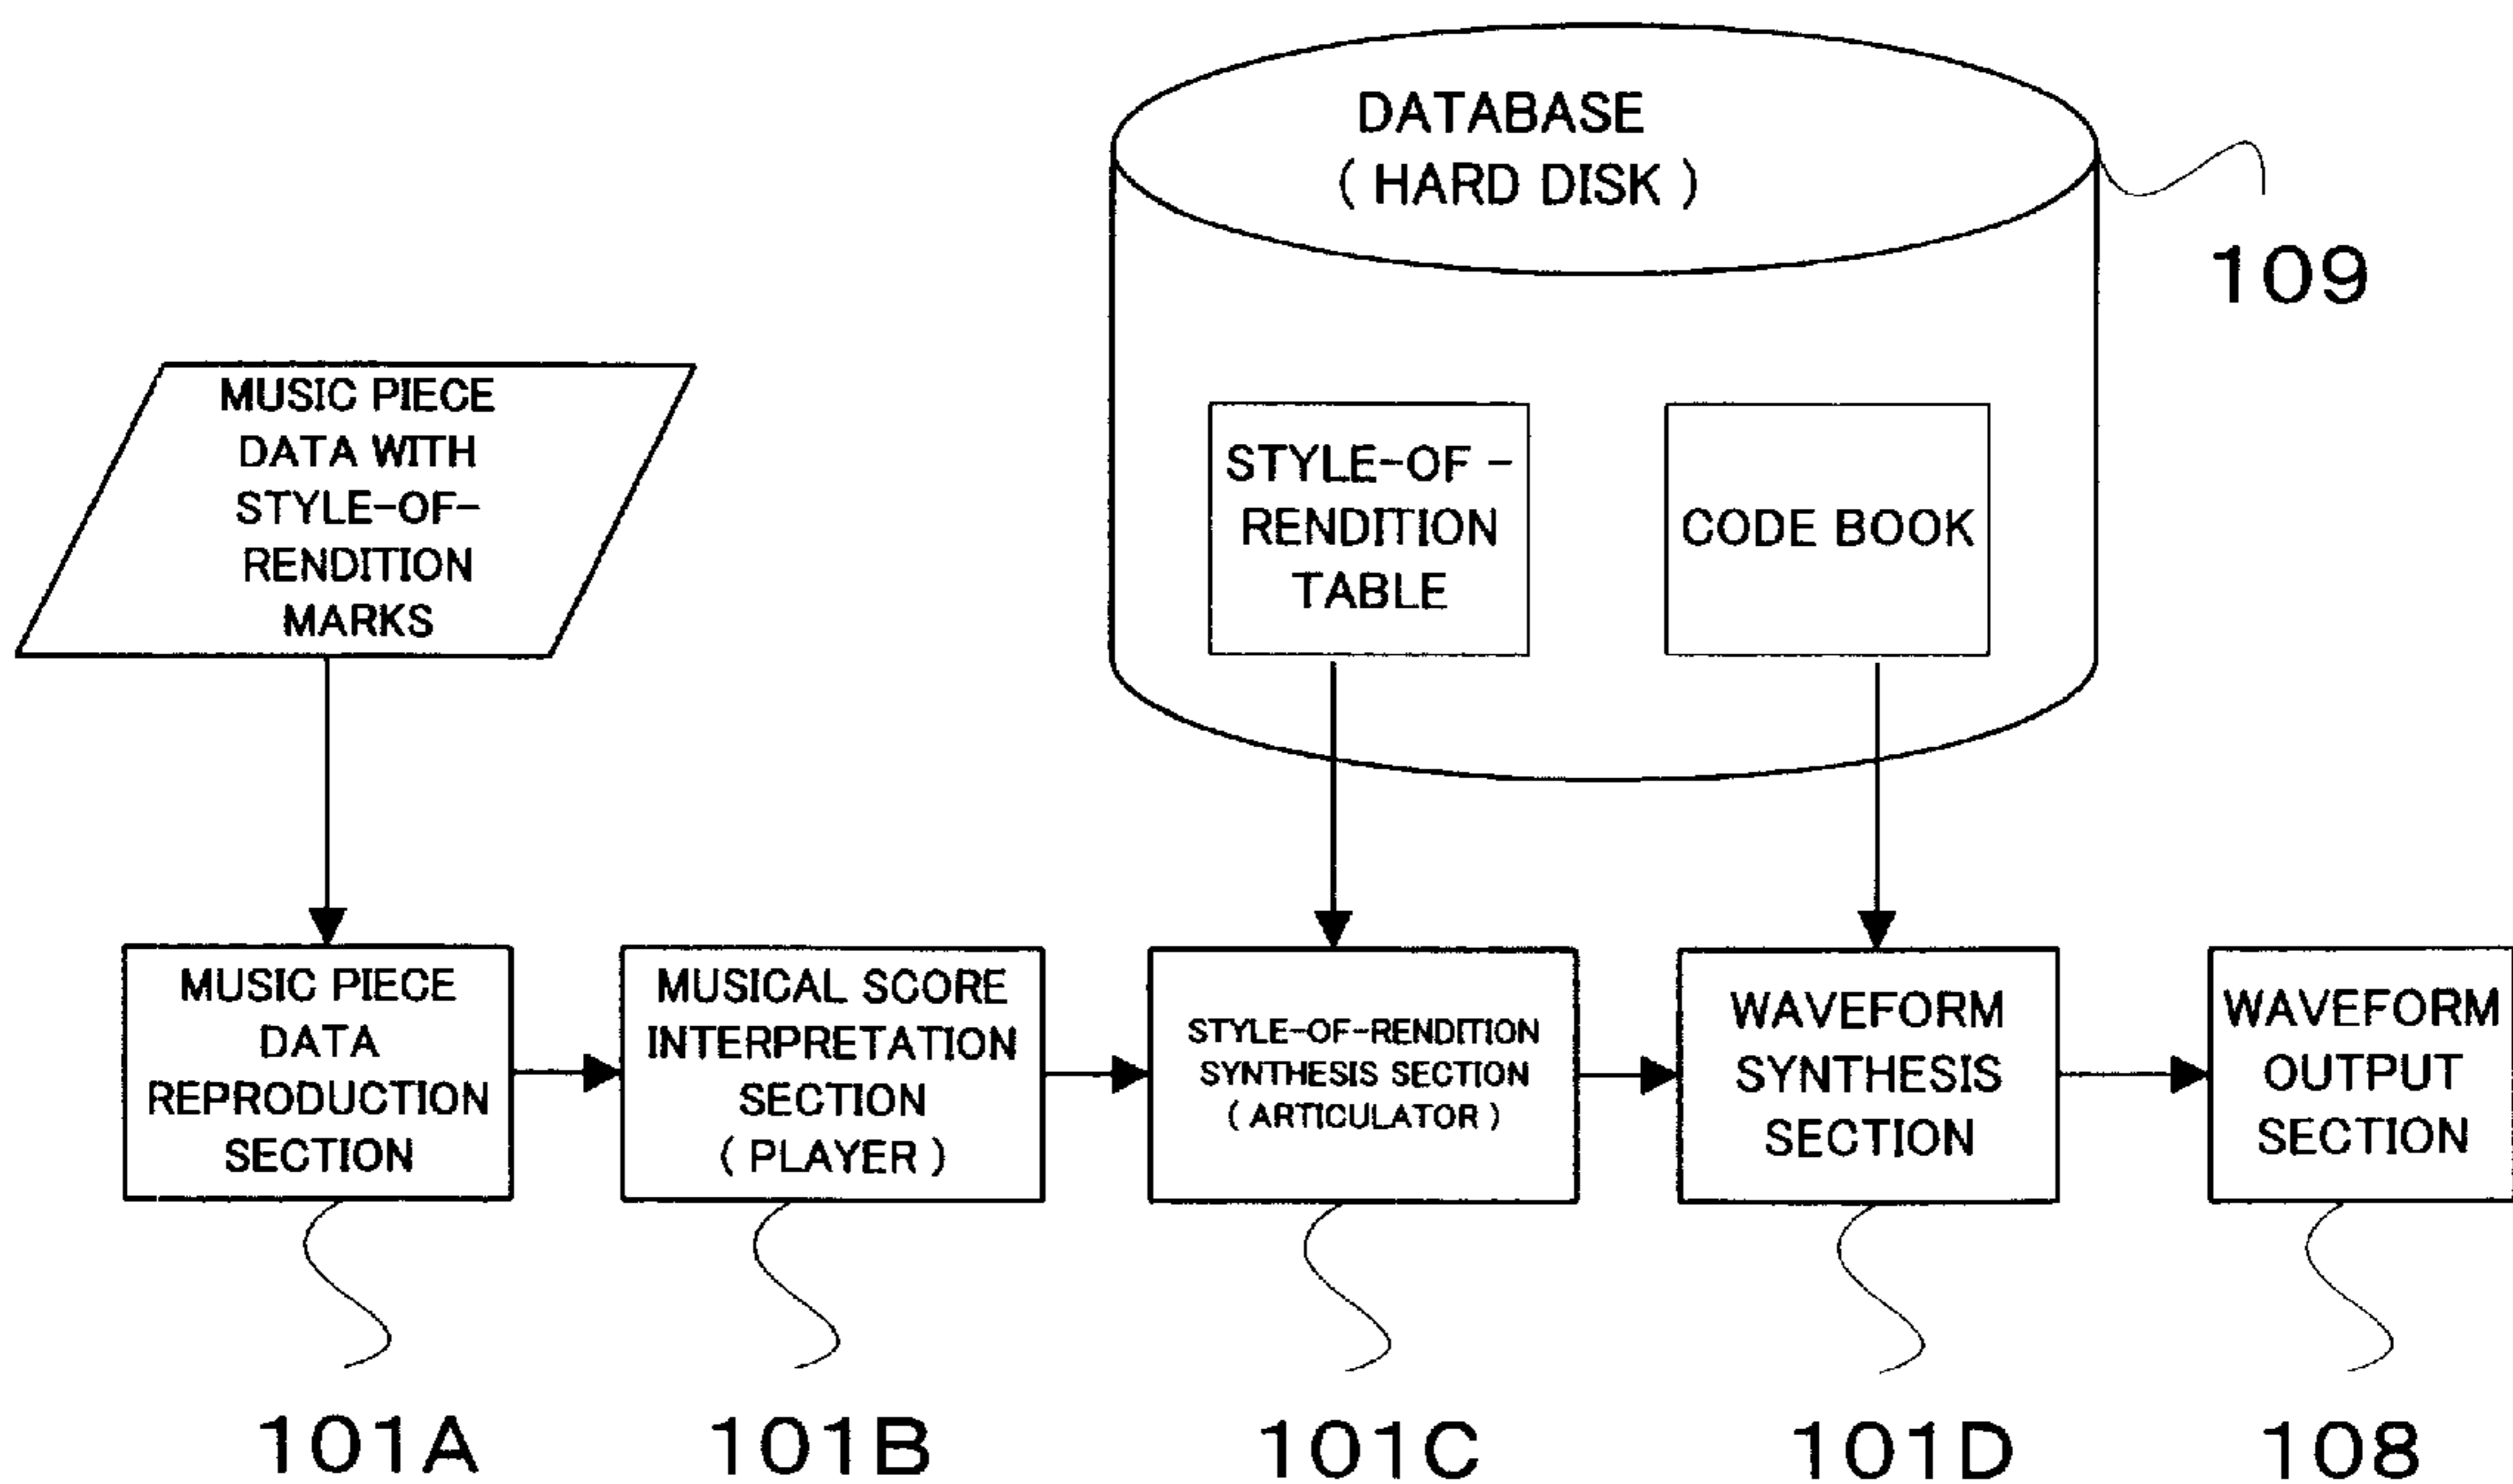 DATABASE
( HARD DISK )
109
MUSIC PIECE
DATA WITH
STYLE-OF-
RENDITION
MARKS
STYLE-OF -
RENDITION
TABLE
CODE BOOK
MUSIC PIECE
DATA
REPRODUCTION
SECTION
MUSICAL SCORE
INTERPRETATION
SECTION
( PLAYER )
STYLE-OF-RENDITION
SYNTHESIS SECTION
( ARTICULATOR )
WAVEFORM
SYNTHESIS
SECTION
WAVEFORM
OUTPUT
SECTION
101A
101B
101C
101D
108